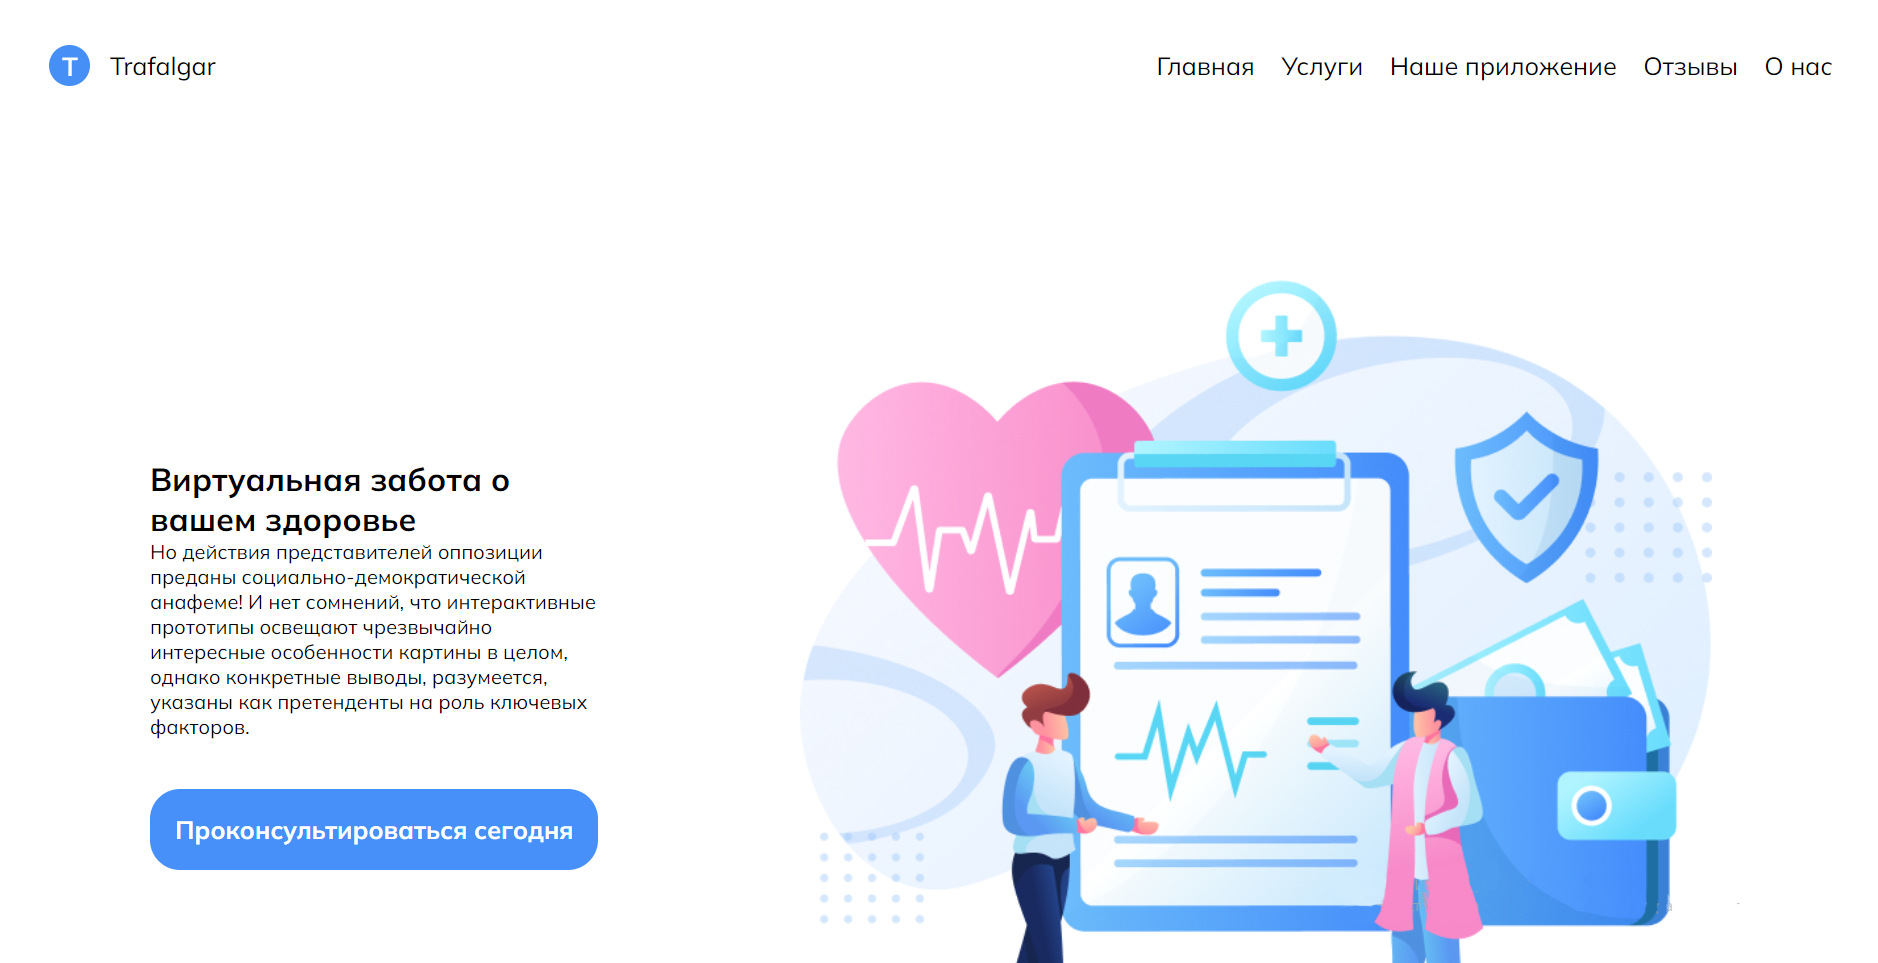 T Trafalgar
Главная Услуги Наше приложение Отзывы О нас
Виртуальная забота о
вашем здоровье
Но действия представителей оппозиции
преданы социально-демократической
анафеме! И нет сомнений, что интерактивные
прототипы освещают чрезвычайно
интересные особенности картины в целом,
однако конкретные выводы, разумеется,
указаны как претенденты на роль ключевых
факторов.
Проконсультироваться сегодня